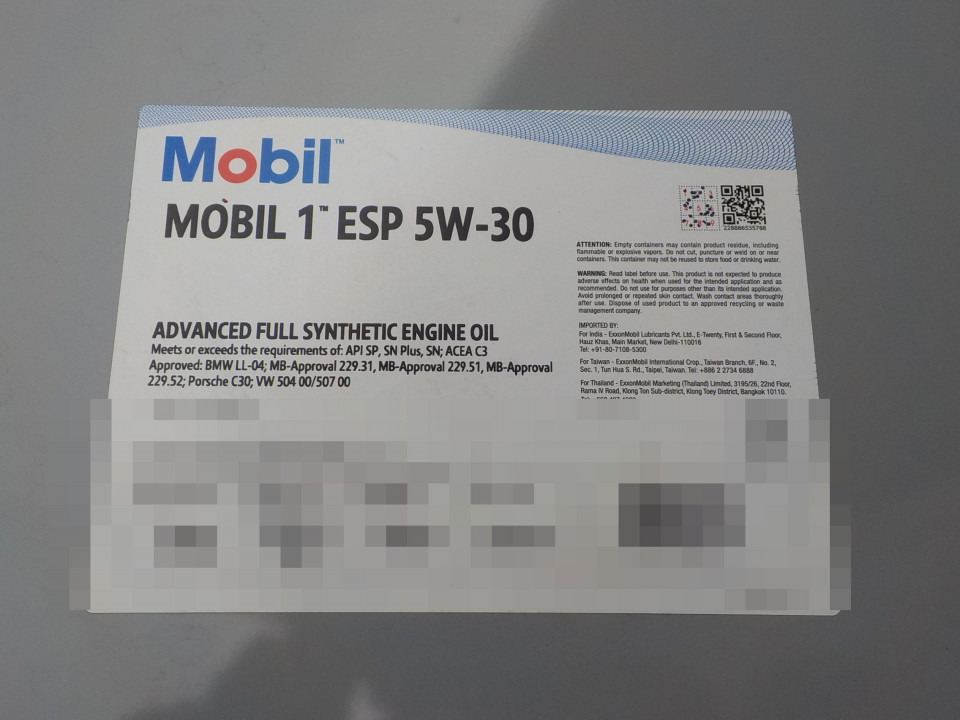 Mobil™
MOBIL 1™ ESP 5W-30
ADVANCED FULL SYNTHETIC ENGINE OIL
Meets or exceeds the requirements of: API SP, SN Plus, SN; ACEA C3
Approved: BMW LL-04; MB-Approval 229.31, MB-Approval 229.51, MB-Approval
229.52; Porsche C30; VW 504 00/507 00
228886535788
ATTENTION: Empty containers may contain product residue, including
flammable or explosive vapors. Do not cut, puncture or weld on or near
containers. This container may not be reused to store food or drinking water.
WARNING: Read label before use. This product is not expected to produce
adverse effects on health when used for the intended application and as
recommended. Do not use for purposes other than its intended application.
Avoid prolonged or repeated skin contact. Wash contact areas thoroughly
after use. Dispose of used product to an approved recycling or waste
management company.
IMPORTED BY:
For India - ExxonMobil Lubricants Pvt. Ltd., E-Twenty, First & Second Floor,
Hauz Khas, Main Market, New Delhi-110016
Tel: +91-80-7108-5300
For Taiwan - ExxonMobil International Crop., Taiwan Branch, 6F., No. 2,
Sec. 1, Tun Hua S. Rd., Taipei, Taiwan. Tel: +886 2 2734 6888
For Thailand - ExxonMobil Marketing (Thailand) Limited, 3195/26, 22nd Floor,
Rama IV Road, Klong Ton Sub-district, Klong Toey District, Bangkok 10110.